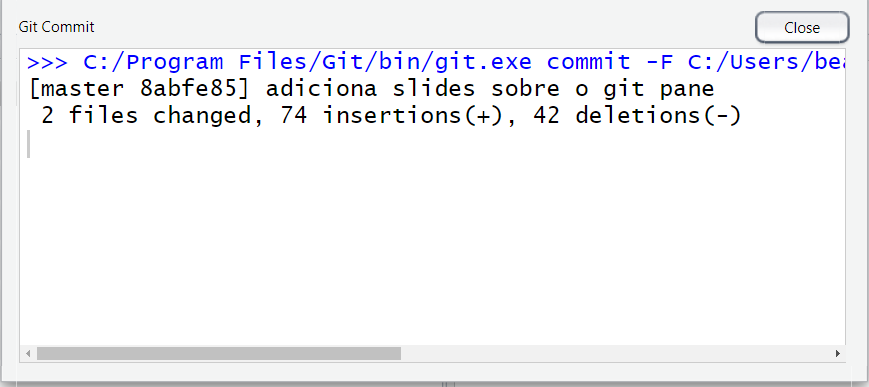 Git Commit
Close
>>> C:/Program Files/Git/bin/git.exe commit -F C:/Users/bea
[master 8abfe85] adiciona slides sobre o git pane
2 files changed, 74 insertions(+), 42 deletions(-)